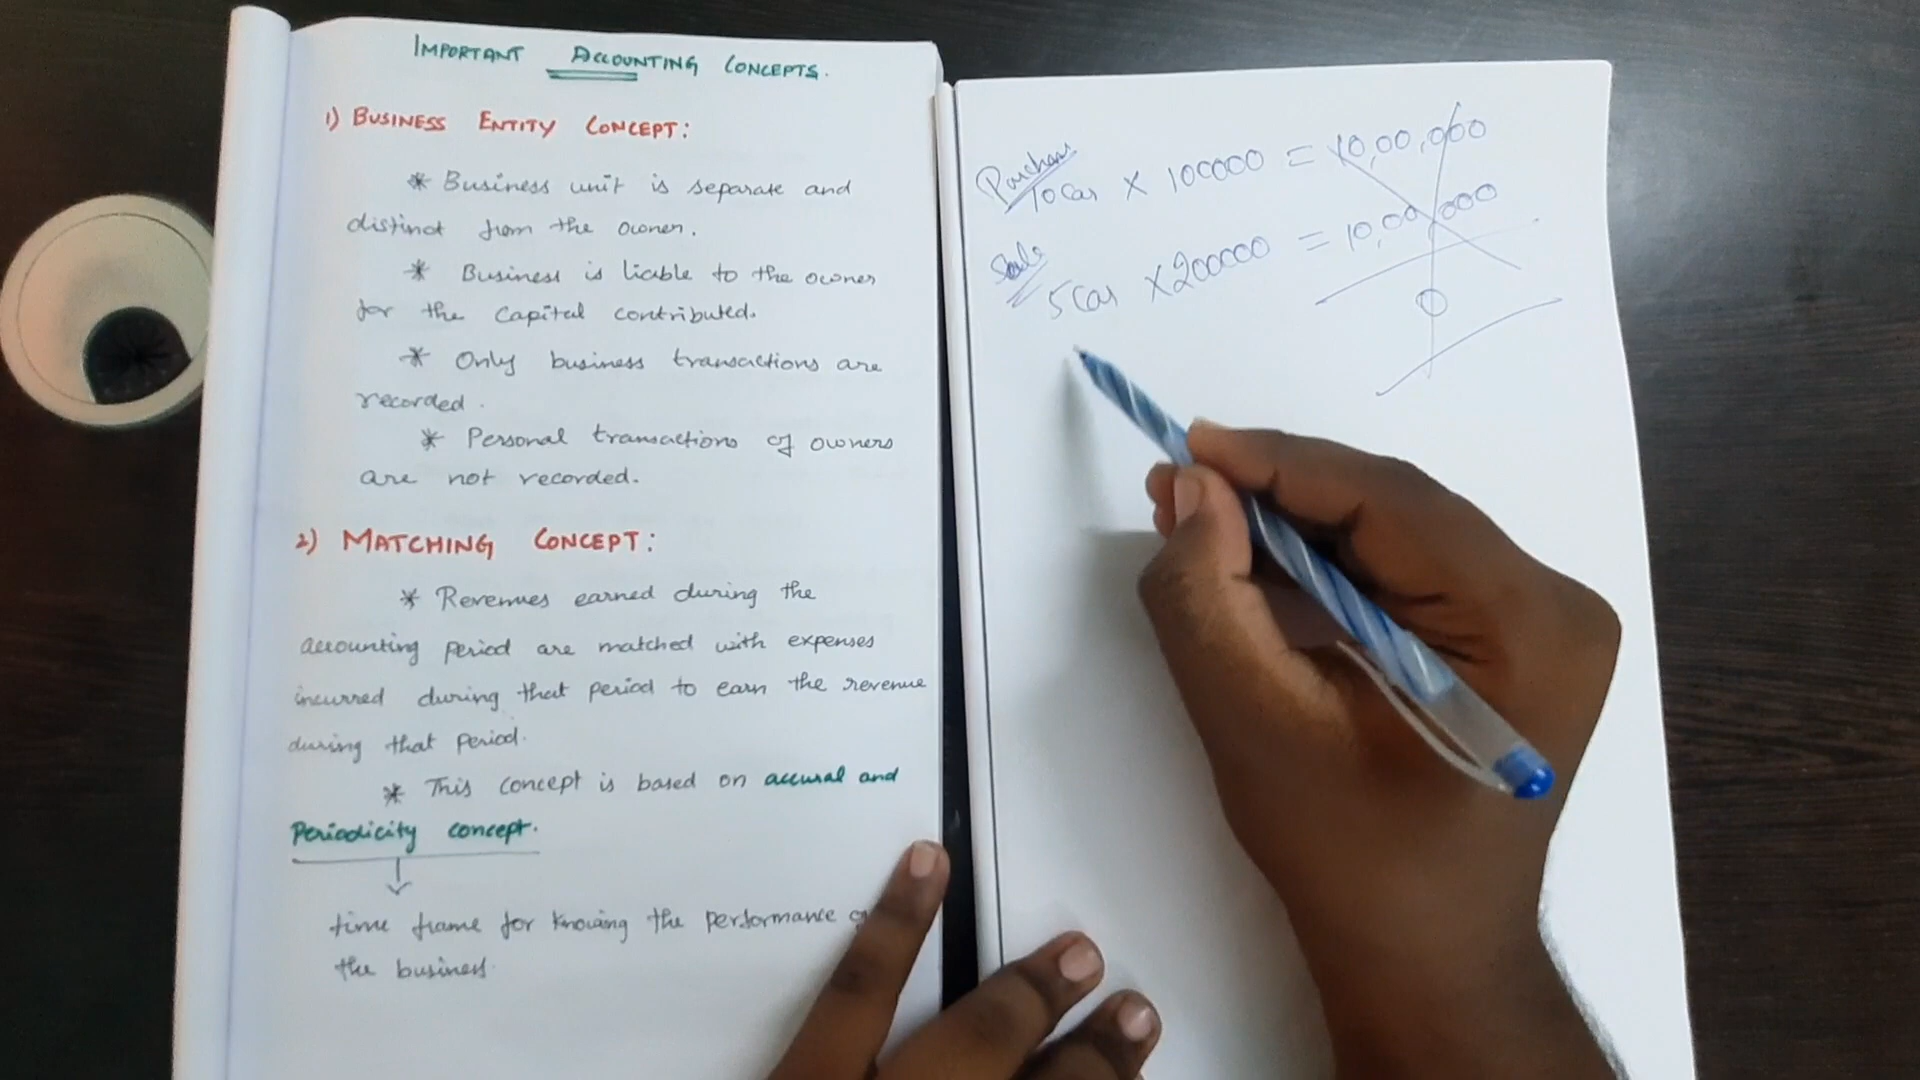 IMPORTANT ACCOUNTING CONCEPTS.
1) BUSINESS ENTITY CONCEPT:
* Business unit is separate and
distinct from the owner.
* Business is liable to the owner
for the capital contributed.
* Only business transactions are
recorded.
* Personal transactions of owners
are not recorded.
2) MATCHING CONCEPT:
* Revenues earned during the
accounting period are matched with expenses
incurred during that period to earn the revenue
during that period.
* This concept is based on accural and
Periodicity concept.
time frame for knowing the performance
the business.
Purchase
10 Car × 100000 = 10,00,000
Sale
5 Car × 200000 = 10,00,000
0